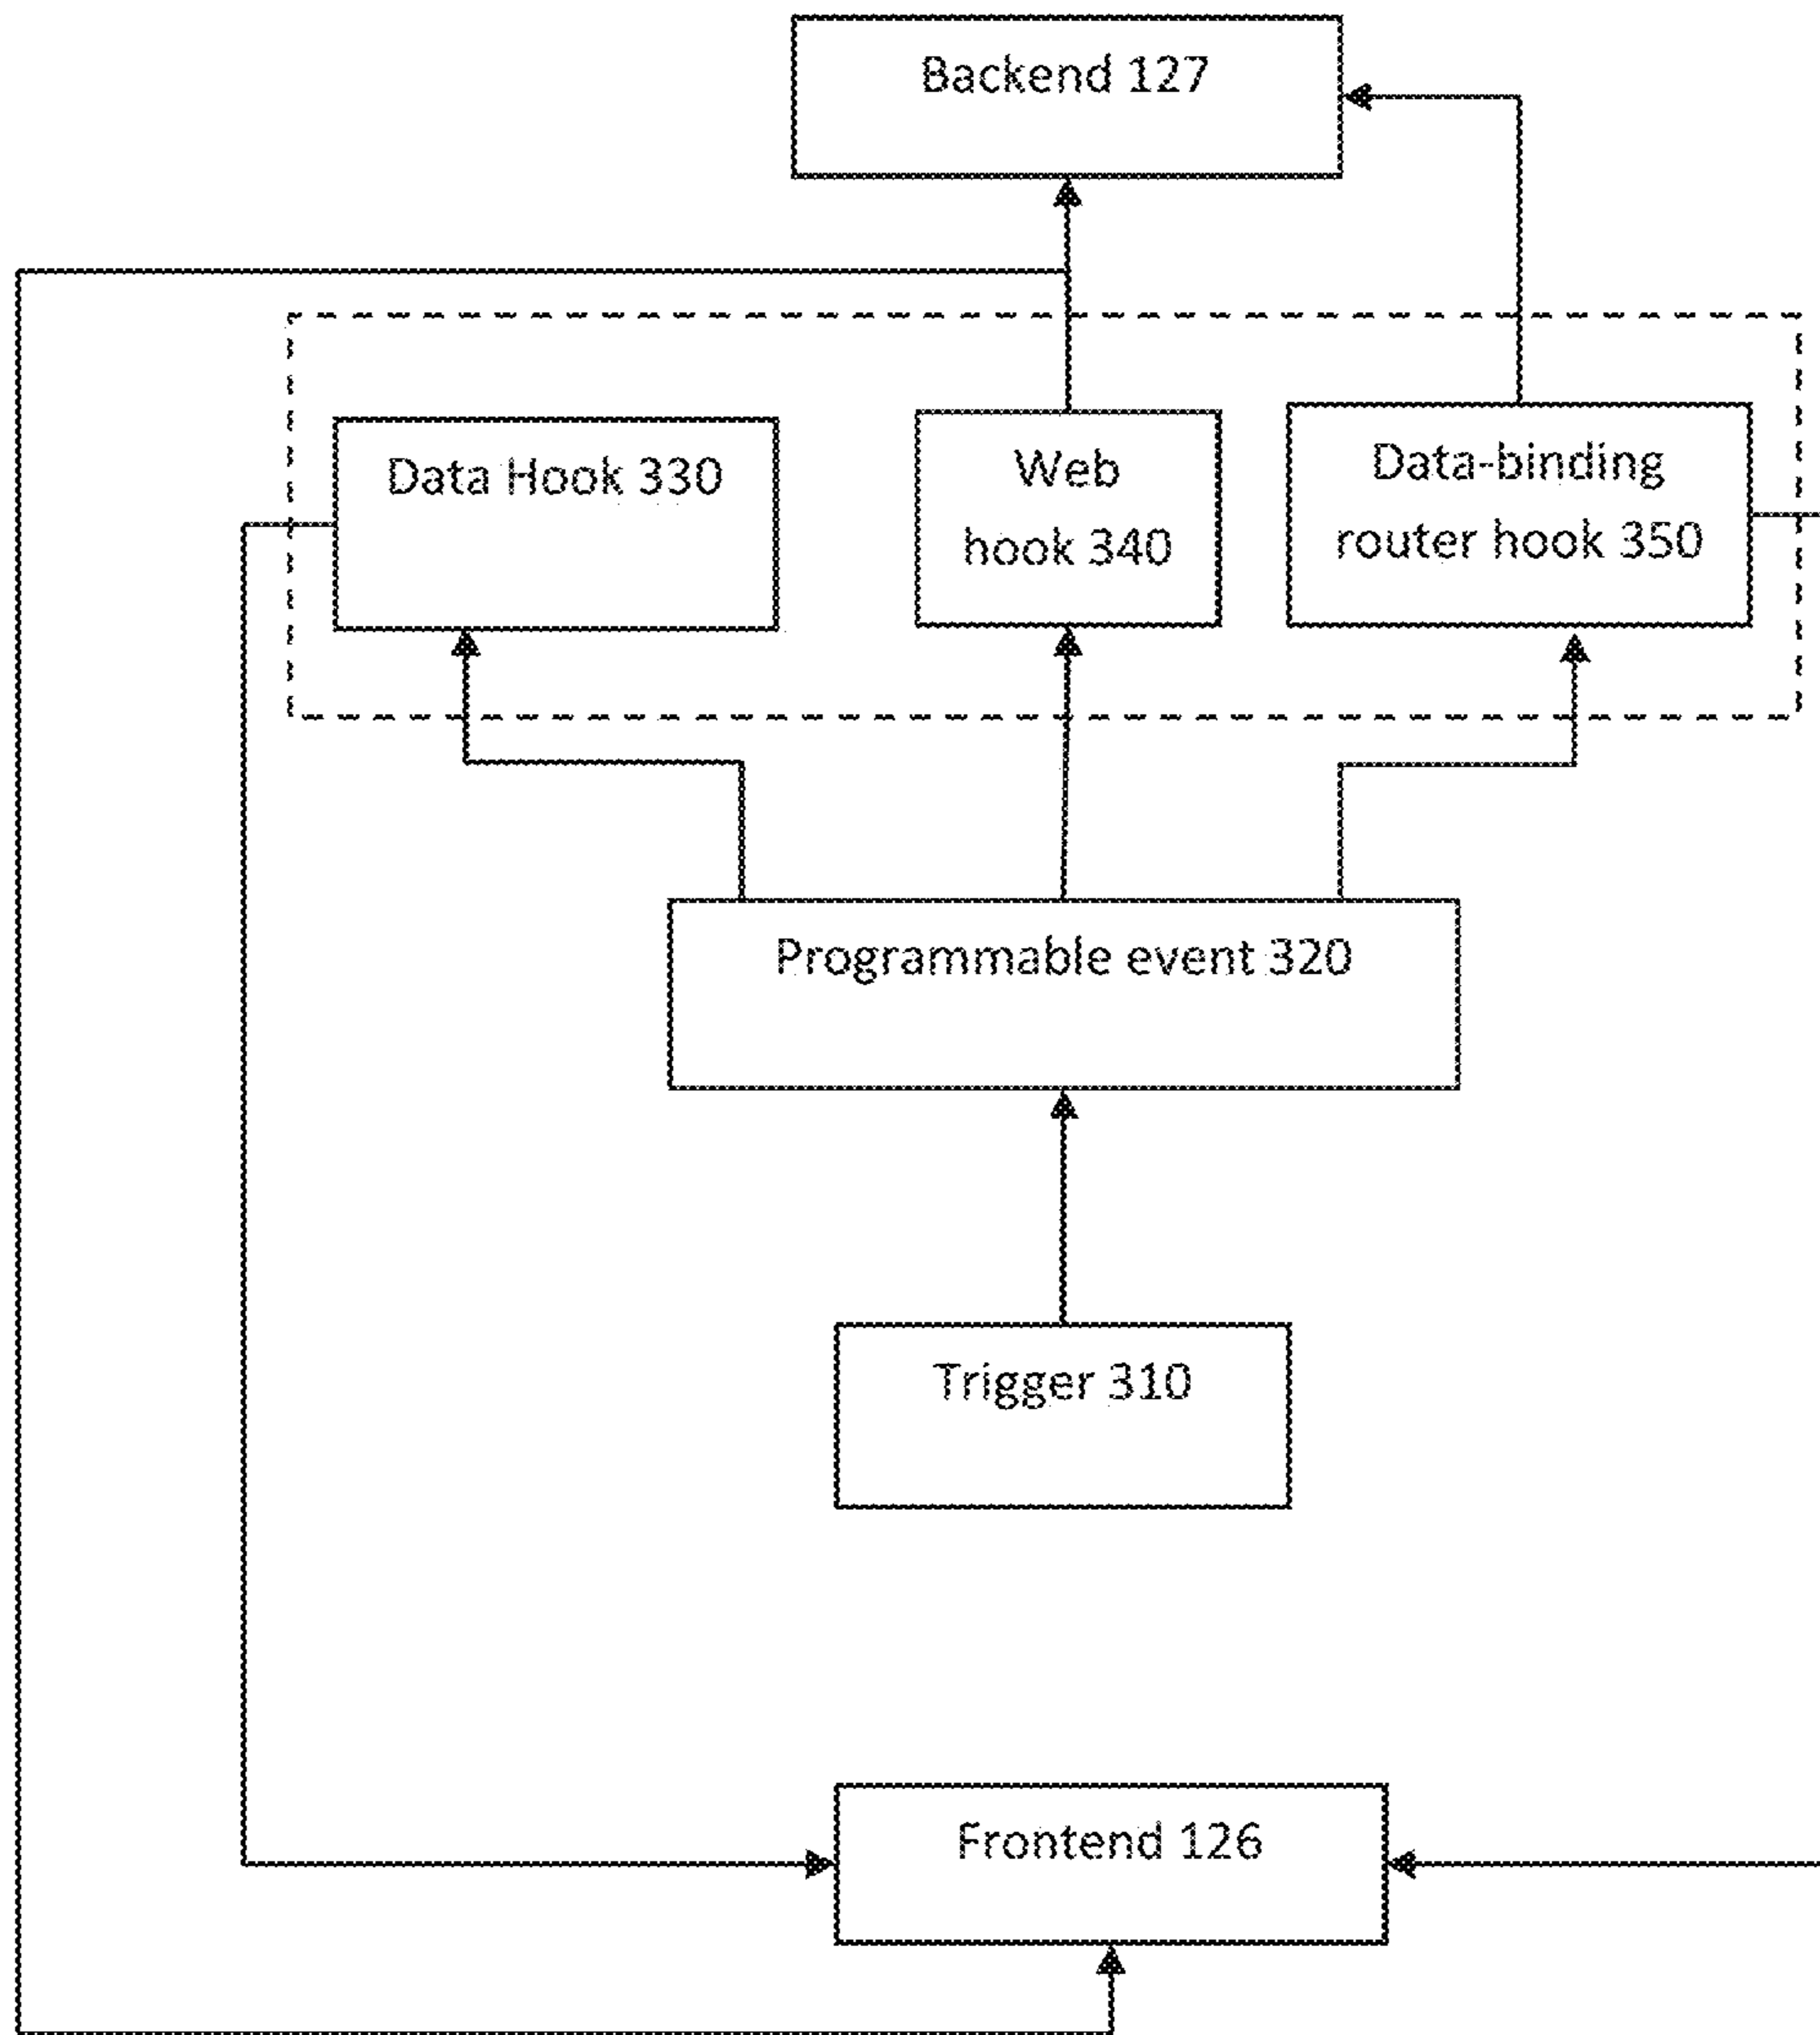 Backend 127
Data Hook 330
Web
hook 340
Data-binding
router hook 350
Programmable event 320
Trigger 310
Frontend 126